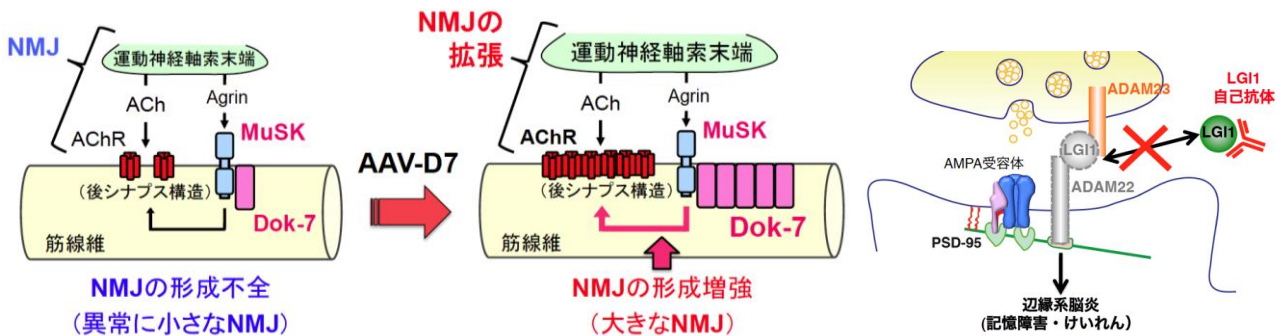 NMJ
運動神経軸索末端
ACh
Agrin
AChR
MuSK
(後シナプス構造)
Dok-7
筋線維
NMJの形成不全
(異常に小さなNMJ)
AAV-D7
NMJの
拡張
運動神経軸索末端
ACh
Agrin
AChR
MuSK
(後シナプス構造)
Dok-7
筋線維
NMJの形成増強
(大きなNMJ)
ADAM23
LGI1
自己抗体
LGI1
LGI1
AMPA受容体
ADAM22
PSD-95
辺縁系脳炎
(記憶障害・けいれん)